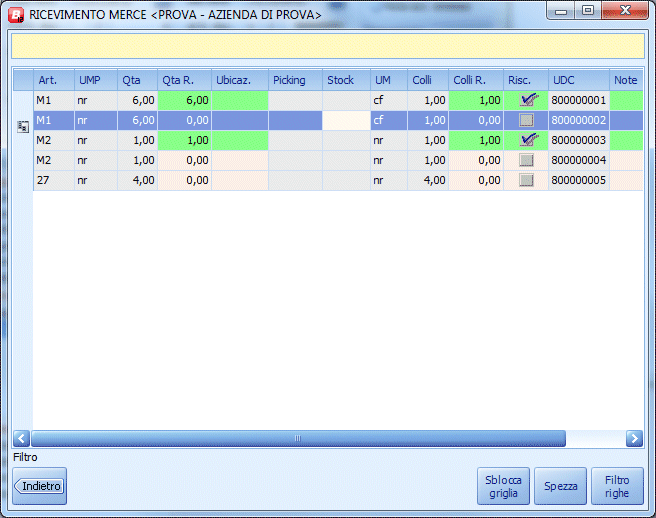 RICEVIMENTO MERCE <PROVA - AZIENDA DI PROVA>
Art. UMP Qta Qta R. Ubicaz. Picking Stock UM Colli Colli R. Risc. UDC Note
M1 nr 6,00 6,00 cf 1,00 1,00 800000001
M1 nr 6,00 0,00 cf 1,00 0,00 800000002
M2 nr 1,00 1,00 nr 1,00 1,00 800000003
M2 nr 1,00 0,00 nr 1,00 0,00 800000004
27 nr 4,00 0,00 nr 4,00 0,00 800000005
Filtro
Indietro
Sblocca
griglia
Spezza
Filtro
righe